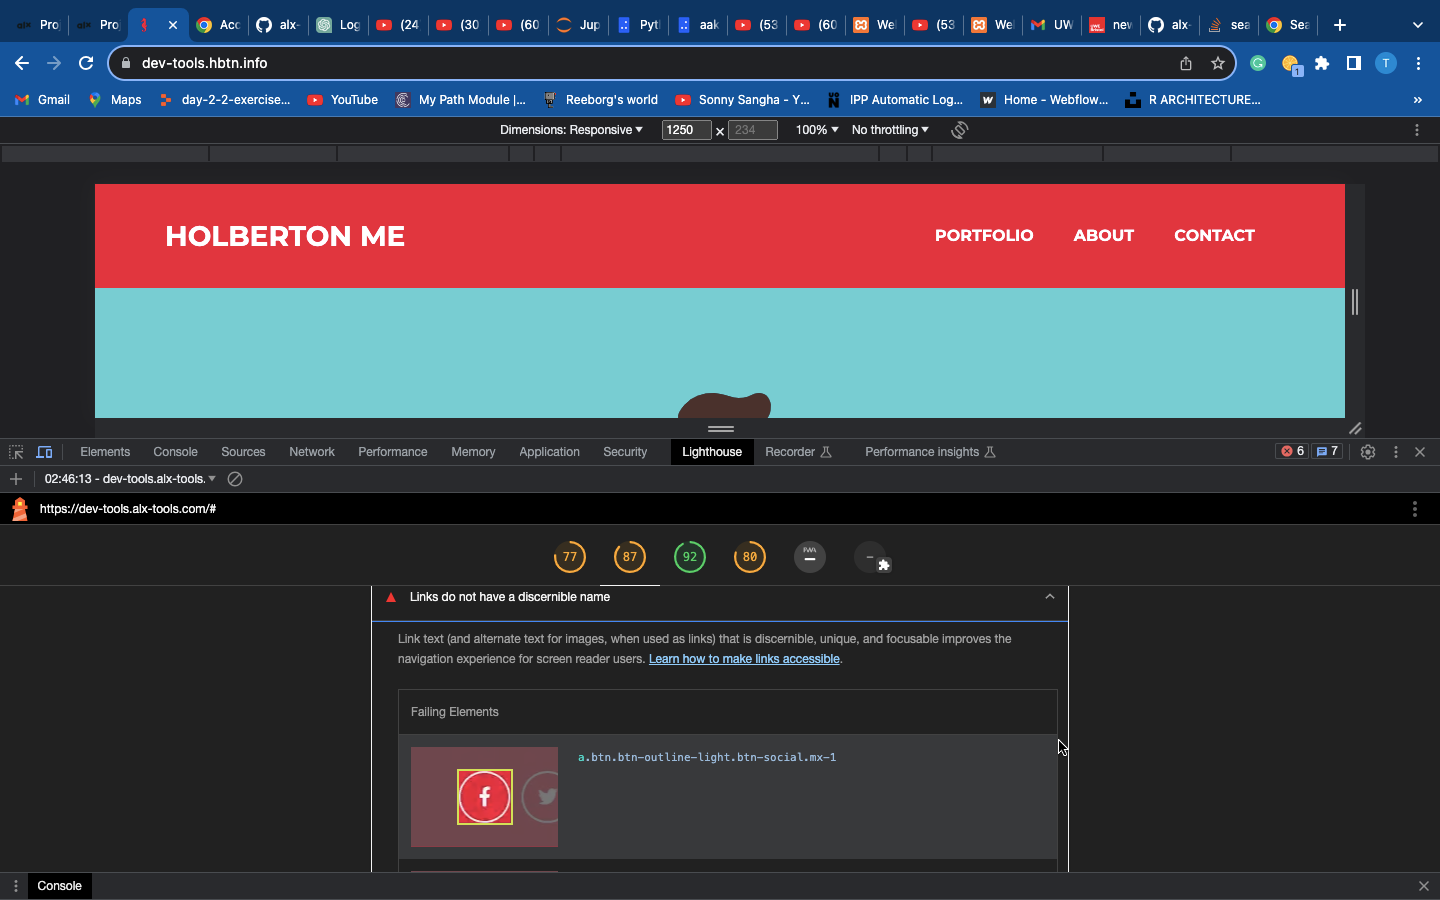 alx Pro alx Pro Acc alx- Log (24 (30 (60 Jup Pyt aak (53 (60 We (53 We UW nev alx- sea Sea
dev-tools.hbtn.info T
Gmail Maps day-2-2-exercise... YouTube My Path Module |... Reeborg's world Sonny Sangha - Y... IPP Automatic Log... Home - Webflow... R ARCHITECTURE... »
Dimensions: Responsive 1250 × 234 100% No throttling
HOLBERTON ME PORTFOLIO ABOUT CONTACT
Elements Console Sources Network Performance Memory Application Security Lighthouse Recorder Performance insights 6 7
02:46:13 - dev-tools.alx-tools.
https://dev-tools.alx-tools.com/#
77 87 92 80 PWA
Links do not have a discernible name
Link text (and alternate text for images, when used as links) that is discernible, unique, and focusable improves the
navigation experience for screen reader users. Learn how to make links accessible.
Failing Elements
a.btn.btn-outline-light.btn-social.mx-1
Console